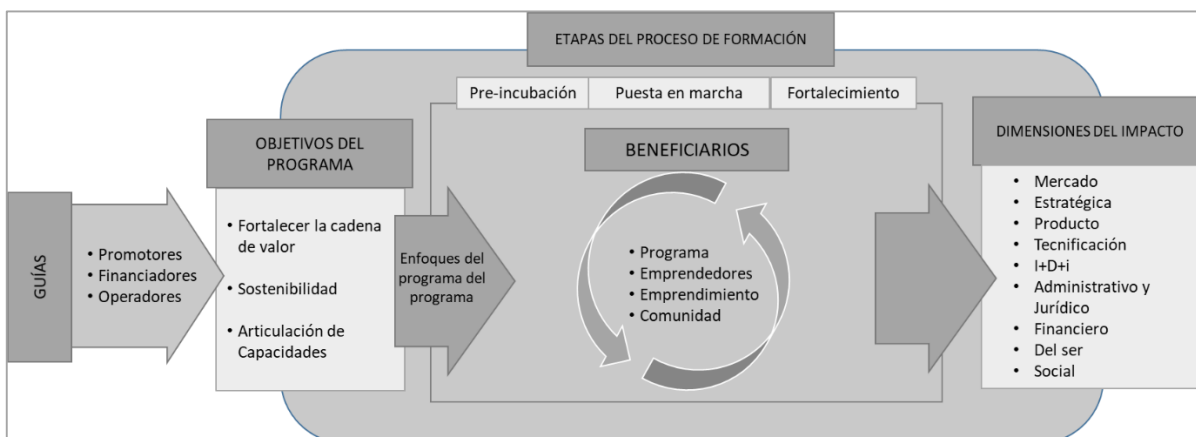 ETAPAS DEL PROCESO DE FORMACIÓN
Pre-incubación
Puesta en marcha
Fortalecimiento
GUÍAS
• Promotores
• Financiadores
• Operadores
OBJETIVOS DEL
PROGRAMA
• Fortalecer la cadena
de valor
• Sostenibilidad
• Articulación de
Capacidades
Enfoques del
programa del
programa
BENEFICIARIOS
• Programa
• Emprendedores
• Emprendimiento
• Comunidad
DIMENSIONES DEL IMPACTO
• Mercado
• Estratégica
• Producto
• Tecnificación
• I+D+i
• Administrativo y
Jurídico
• Financiero
• Del ser
• Social